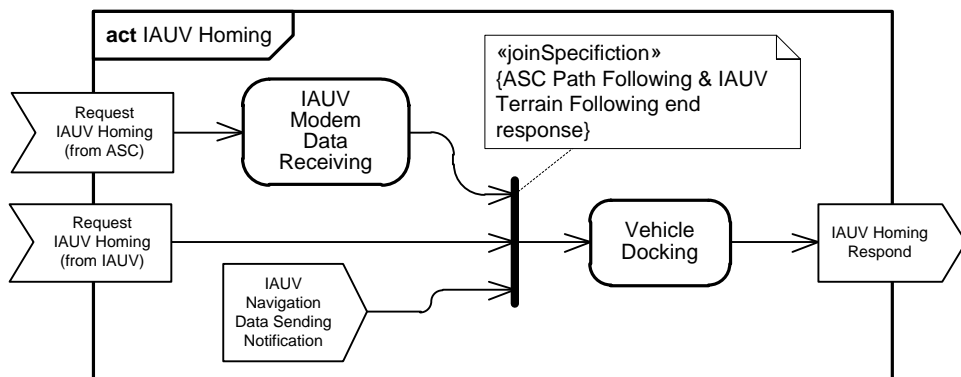 act IAUV Homing
«joinSpecifiction»
{ASC Path Following & IAUV
Terrain Following end
response}
Request
IAUV Homing
(from ASC)
IAUV
Modem
Data
Receiving
Request
IAUV Homing
(from IAUV)
Vehicle
Docking
IAUV Homing
Respond
IAUV
Navigation
Data Sending
Notification